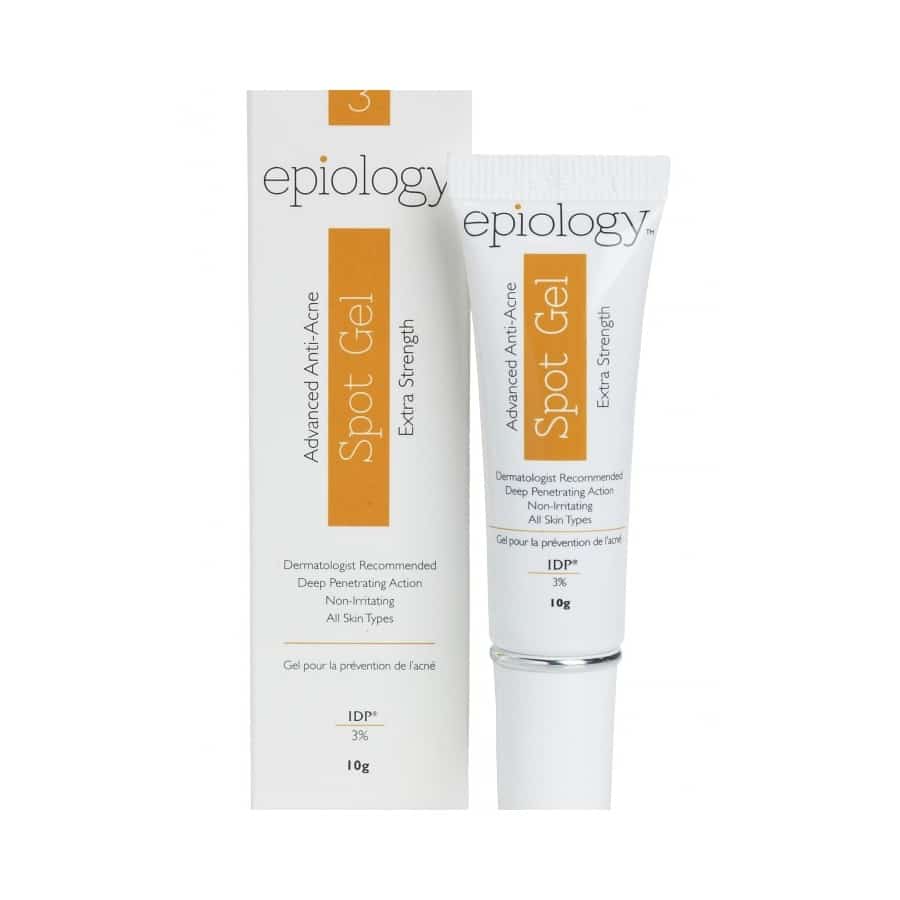 3
epiology
Advanced Anti-Acne
Spot Gel
Extra Strength
Dermatologist Recommended
Deep Penetrating Action
Non-Irritating
All Skin Types
Gel pour la prévention de l'acné
IDP®
3%
10g
epiology™
Advanced Anti-Acne
Spot Gel
Extra Strength
Dermatologist Recommended
Deep Penetrating Action
Non-Irritating
All Skin Types
Gel pour la prévention de l'acné
IDP®
3%
10g